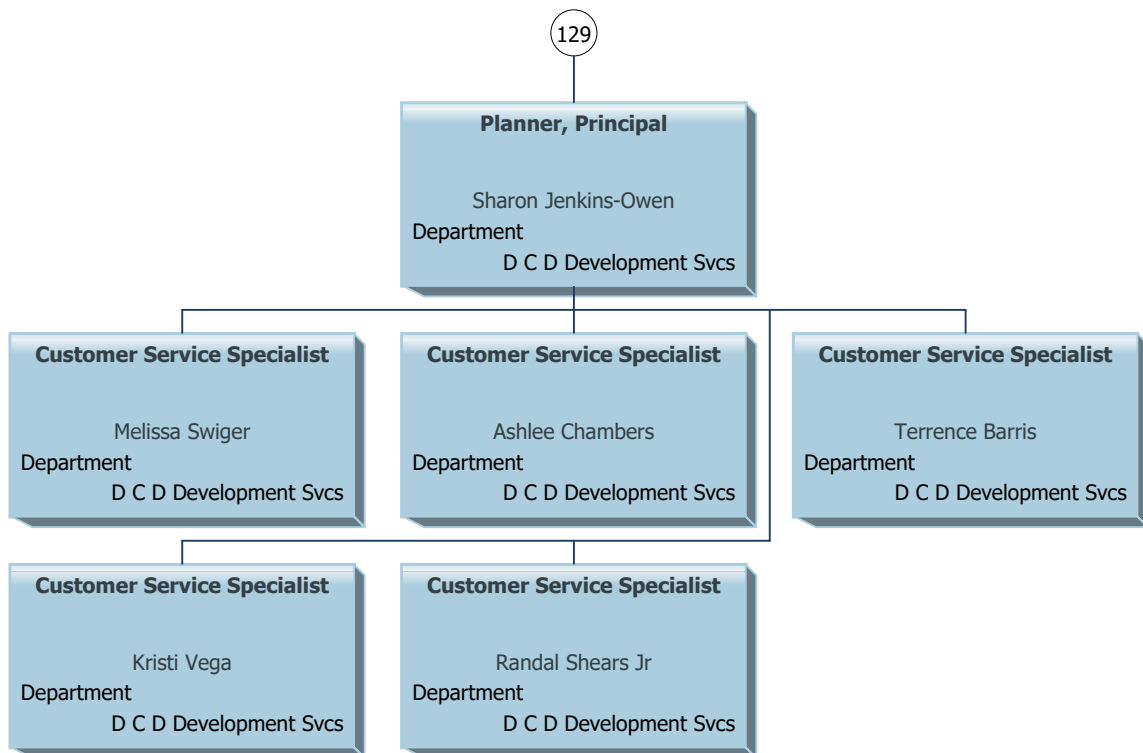 129
Planner, Principal
Sharon Jenkins-Owen
Department
D C D Development Svcs
Customer Service Specialist
Melissa Swiger
Department
D C D Development Svcs
Customer Service Specialist
Ashlee Chambers
Department
D C D Development Svcs
Customer Service Specialist
Terrence Barris
Department
D C D Development Svcs
Customer Service Specialist
Kristi Vega
Department
D C D Development Svcs
Customer Service Specialist
Randal Shears Jr
Department
D C D Development Svcs